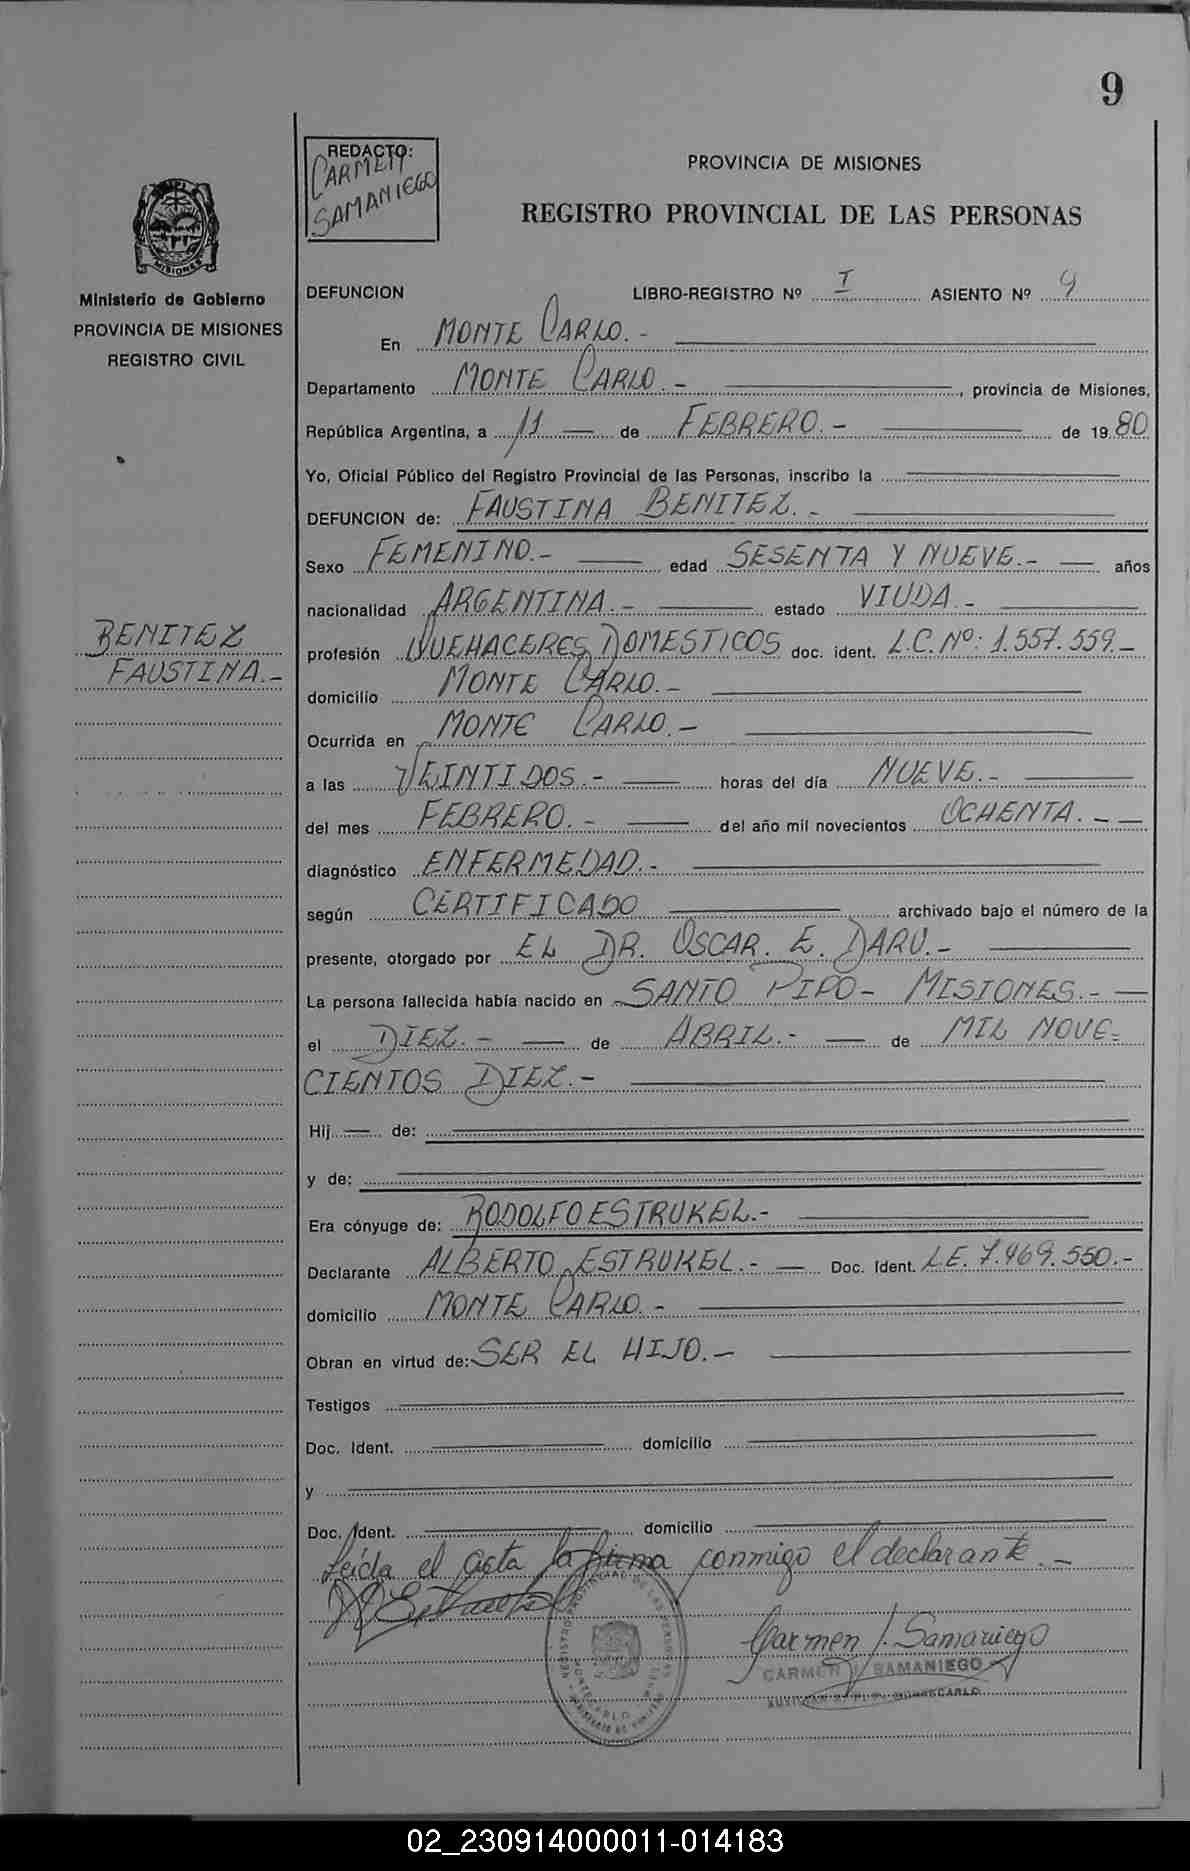 9
REDACTO:
CARMEN
SAMANIEGO
PROVINCIA DE MISIONES
REGISTRO PROVINCIAL DE LAS PERSONAS
MISIONES
Ministerio de Gobierno
PROVINCIA DE MISIONES
REGISTRO CIVIL
BENITEZ
FAUSTINA.-
DEFUNCION LIBRO-REGISTRO Nº I ASIENTO Nº 9
En MONTE CARLO.-
Departamento MONTE CARLO.- , provincia de Misiones,
República Argentina, a 11 — de FEBRERO.- de 1980
Yo, Oficial Público del Registro Provincial de las Personas, inscribo la
DEFUNCION de: FAUSTINA BENITEZ.-
Sexo FEMENINO.- edad SESENTA Y NUEVE.- — años
nacionalidad ARGENTINA.- estado VIUDA.-
profesión QUEHACERES DOMESTICOS doc. ident. L.C.Nº: 1.557.559.-
domicilio MONTE CARLO.-
Ocurrida en MONTE CARLO.-
a las VEINTIDOS.- horas del día NUEVE.-
del mes FEBRERO.- del año mil novecientos OCHENTA.-
diagnóstico ENFERMEDAD.-
según CERTIFICADO archivado bajo el número de la
presente, otorgado por EL DR. OSCAR. E. DARU.-
La persona fallecida había nacido en SANTO PIPO- MISIONES.-
el DIEZ.- de ABRIL.- de MIL NOVE-
CIENTOS DIEZ.-
Hij — de:
y de:
Era cónyuge de: RODOLFO ESTRUKEL.-
Declarante ALBERTO ESTRUKEL.- Doc. Ident. L.E. 7.469.550.-
domicilio MONTE CARLO.-
Obran en virtud de: SER EL HIJO.-
Testigos
Doc. Ident. domicilio
y
Doc. Ident. domicilio
Leída el acta la firma conmigo el declarante.-
Carmen J. Samaniego
CARMEN J. SAMANIEGO
02_230914000011-014183